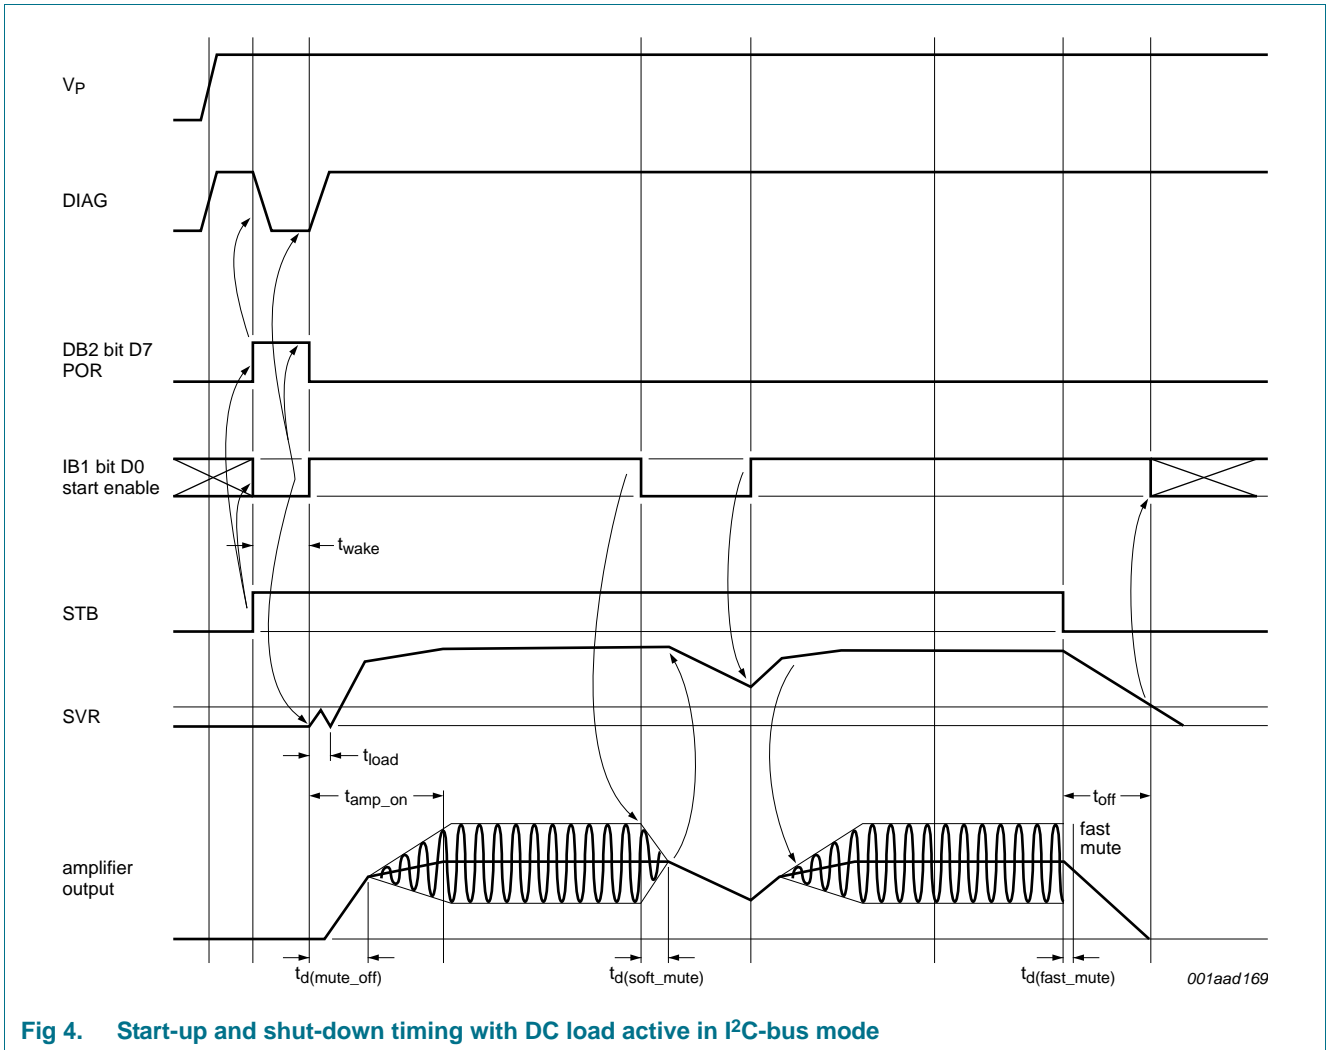 VP
DIAG
DB2 bit D7
POR
IB1 bit D0
start enable
twake
STB
SVR
tload
tamp_on
toff
fast
mute
amplifier
output
td(mute_off)
td(soft_mute)
td(fast_mute)
001aad169
Fig 4. Start-up and shut-down timing with DC load active in I²C-bus mode